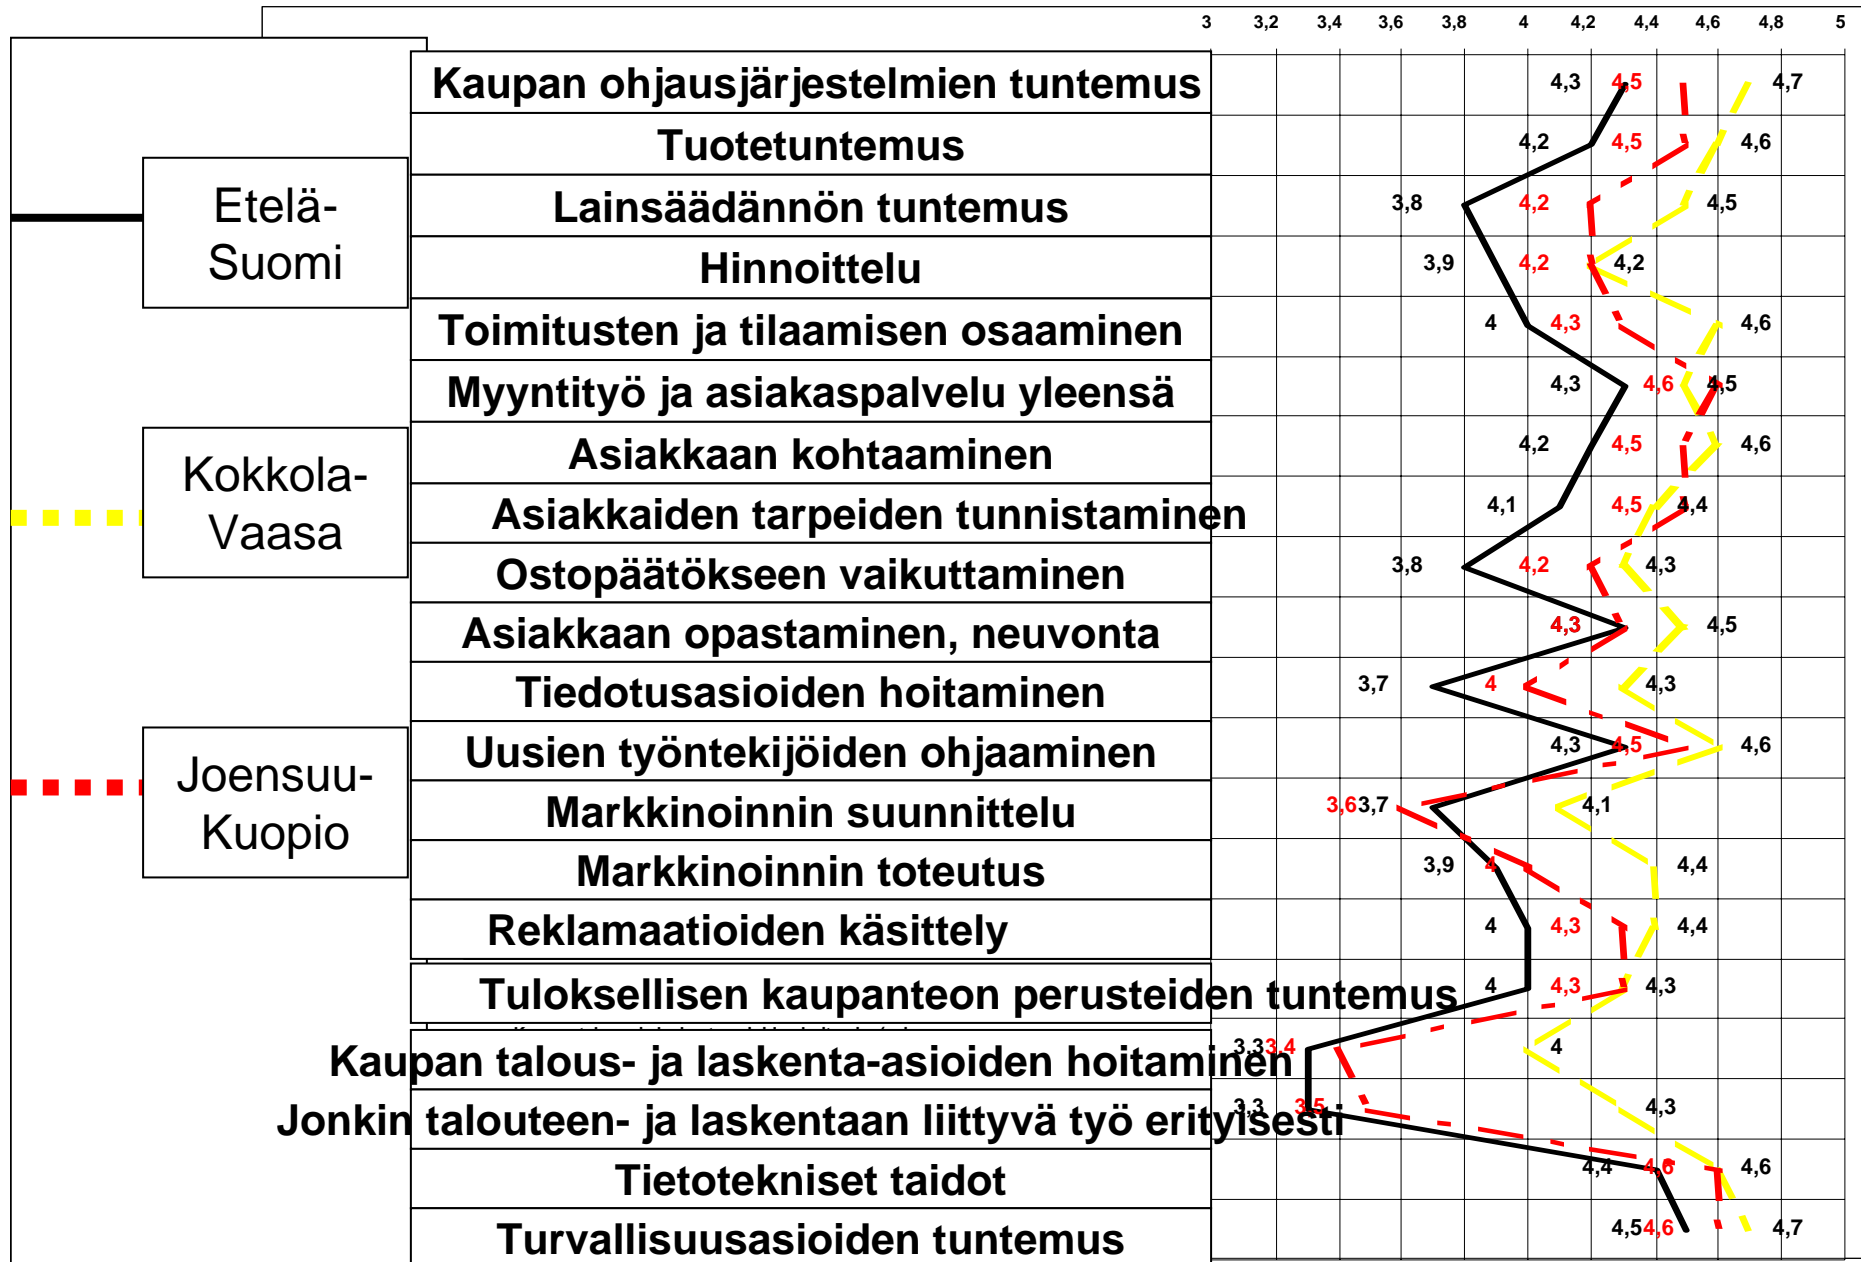 3 3,2 3,4 3,6 3,8 4 4,2 4,4 4,6 4,8 5
Kaupan ohjausjärjestelmien tuntemus 4,3 4,5 4,7
Tuotetuntemus 4,2 4,5 4,6
Etelä-
Suomi
Lainsäädännön tuntemus 3,8 4,2 4,5
Hinnoittelu 3,9 4,2 4,2
Toimitusten ja tilaamisen osaaminen 4 4,3 4,6
Myyntityö ja asiakaspalvelu yleensä 4,3 4,6 4,5
Kokkola-
Vaasa
Asiakkaan kohtaaminen 4,2 4,5 4,6
Asiakkaiden tarpeiden tunnistaminen 4,1 4,5 4,4
Ostopäätökseen vaikuttaminen 3,8 4,2 4,3
Asiakkaan opastaminen, neuvonta 4,3 4,5
Tiedotusasioiden hoitaminen 3,7 4 4,3
Joensuu-
Kuopio
Uusien työntekijöiden ohjaaminen 4,3 4,5 4,6
Markkinoinnin suunnittelu 3,6 3,7 4,1
Markkinoinnin toteutus 3,9 4 4,4
Reklamaatioiden käsittely 4 4,3 4,4
Tuloksellisen kaupanteon perusteiden tuntemus 4 4,3 4,3
Kaupan talous- ja laskenta-asioiden hoitaminen 3,3 3,4 4
Jonkin talouteen- ja laskentaan liittyvä työ erityisesti 3,3 3,5 4,3
Tietotekniset taidot 4,4 4,6 4,6
Turvallisuusasioiden tuntemus 4,5 4,6 4,7